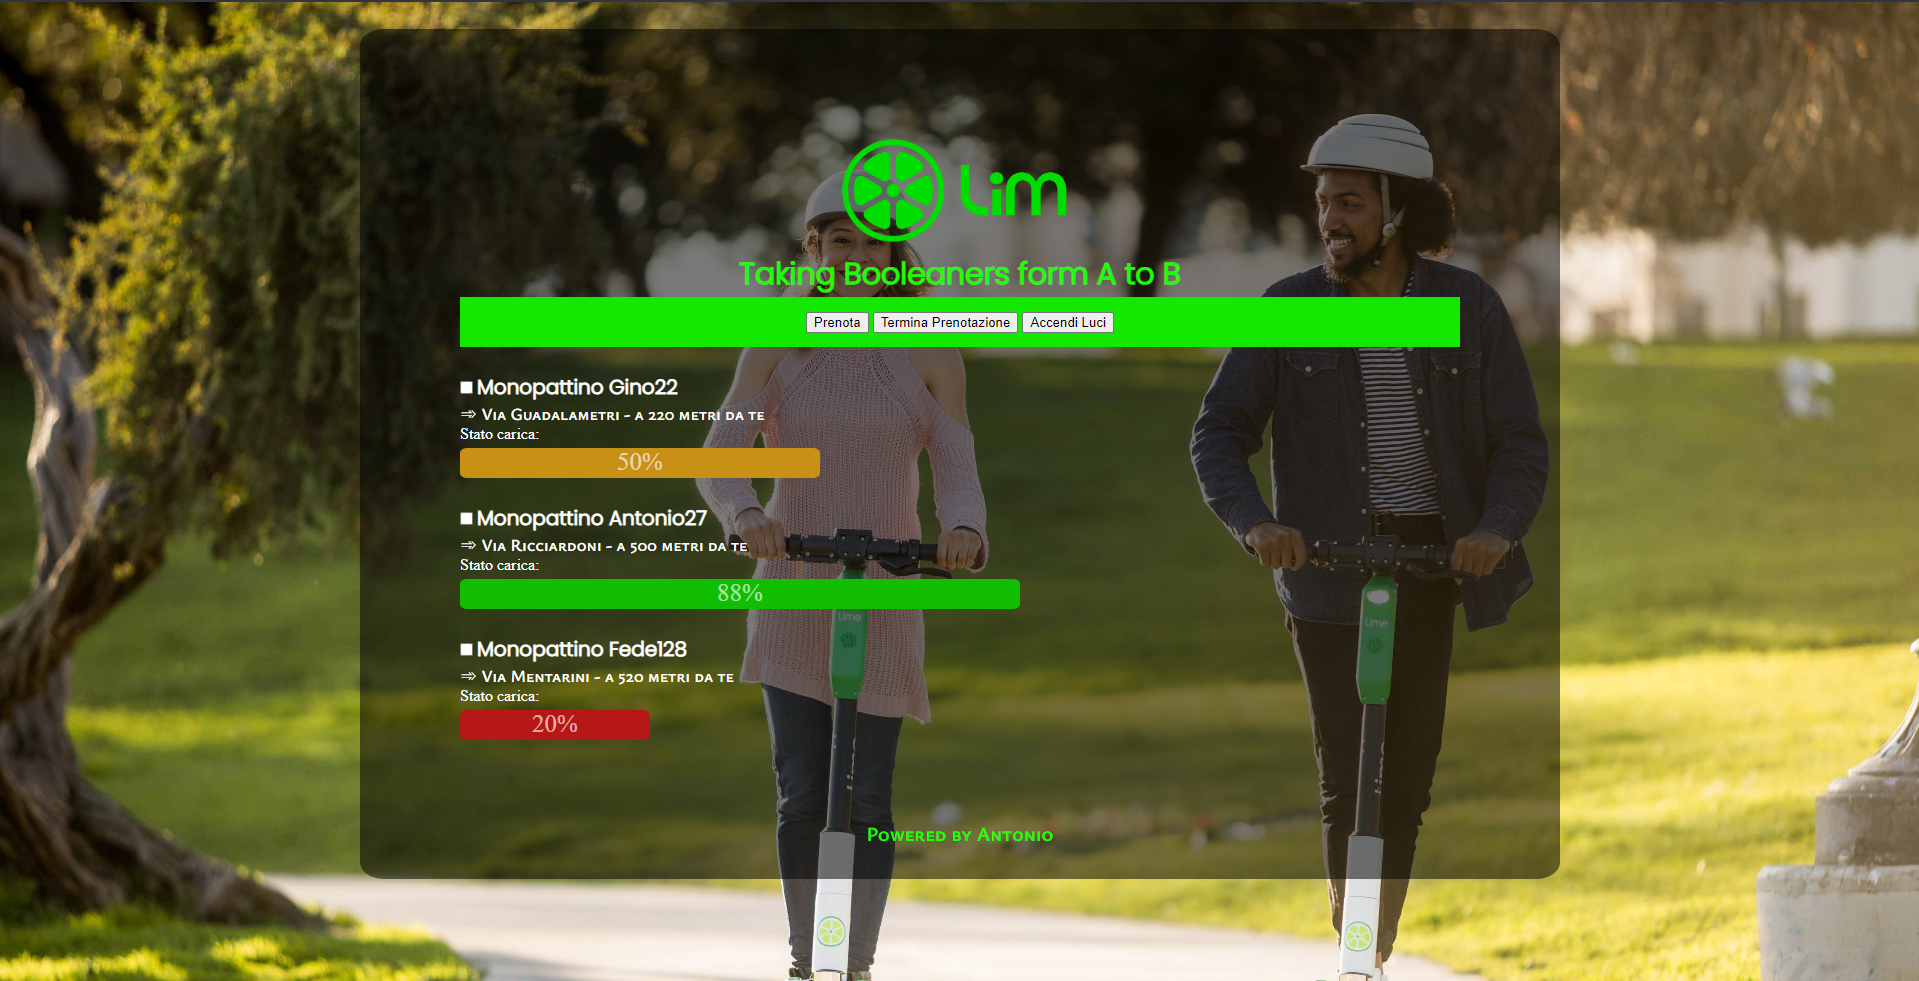 Lim
Taking Booleaners form A to B
Prenota Termina Prenotazione Accendi Luci
Monopattino Gino22
⇒ Via Guadalametri - a 220 metri da te
Stato carica:
50%
Monopattino Antonio27
⇒ Via Ricciardoni - a 500 metri da te
Stato carica:
88%
Lime
Lime
Monopattino Fede128
⇒ Via Mentarini - a 520 metri da te
Stato carica:
20%
Powered by Antonio